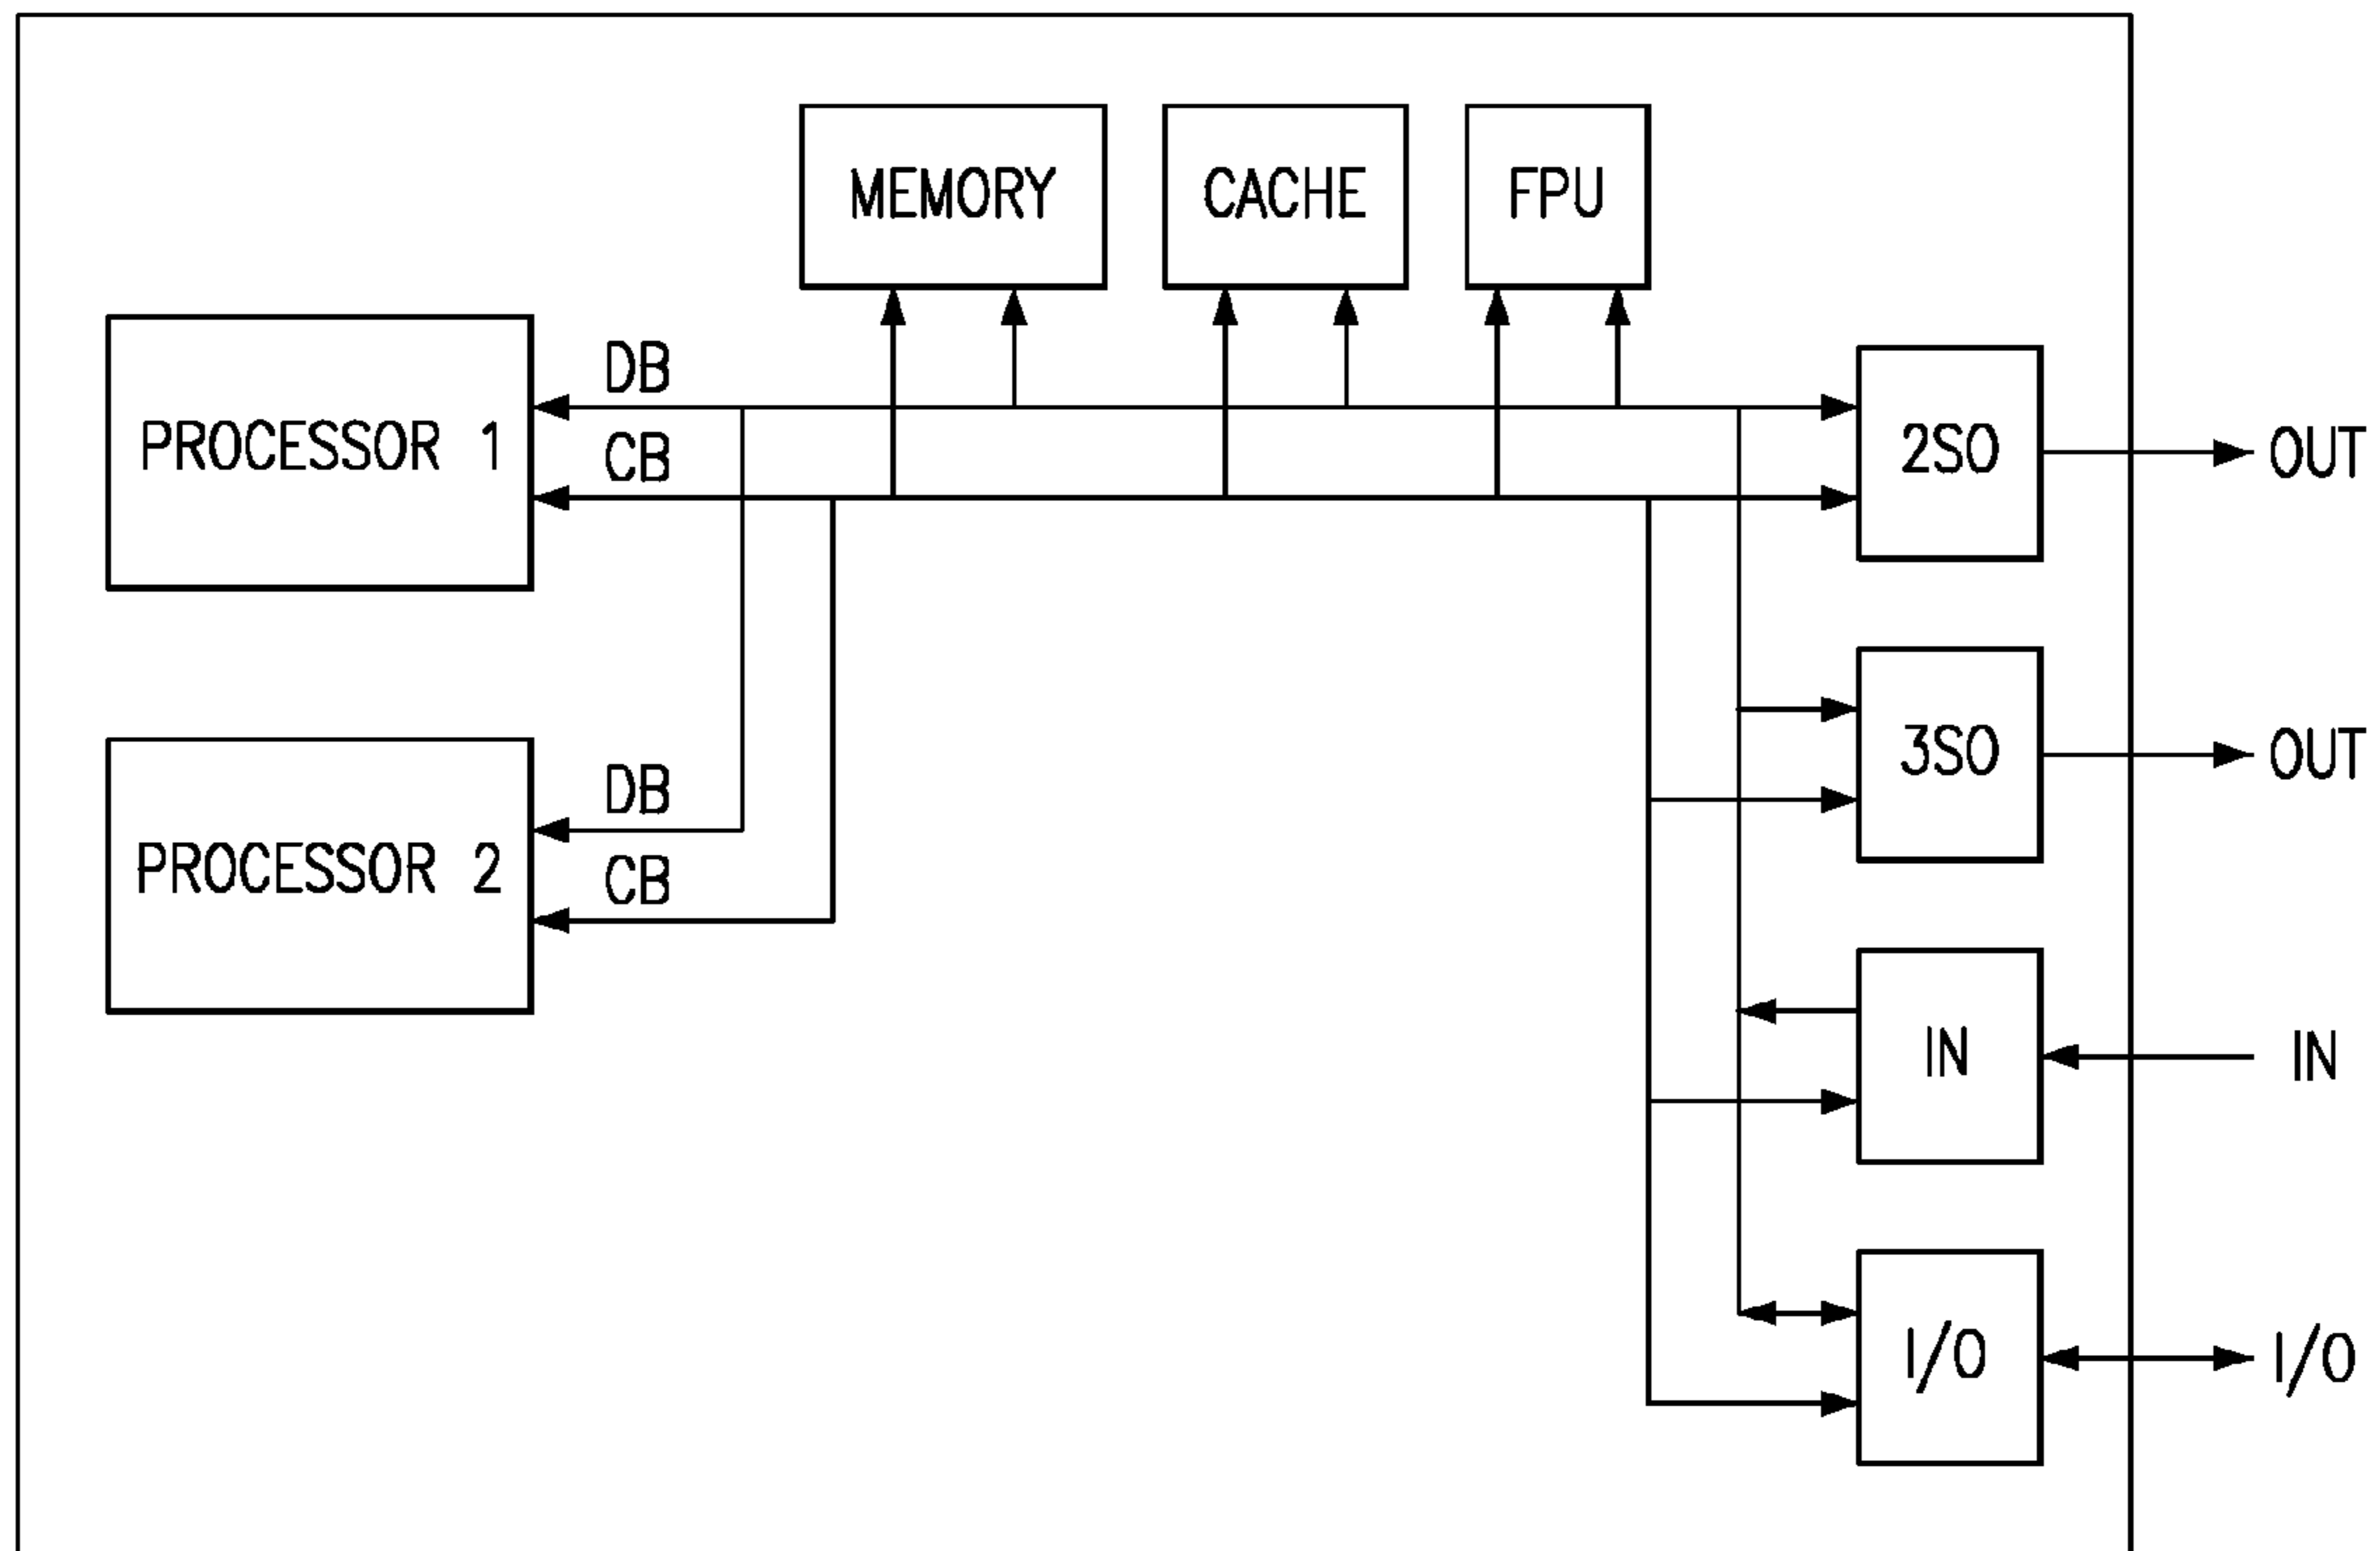 MEMORY
CACHE
FPU
PROCESSOR 1
DB
CB
2SO
OUT
3SO
OUT
PROCESSOR 2
DB
CB
IN
IN
I/O
I/O